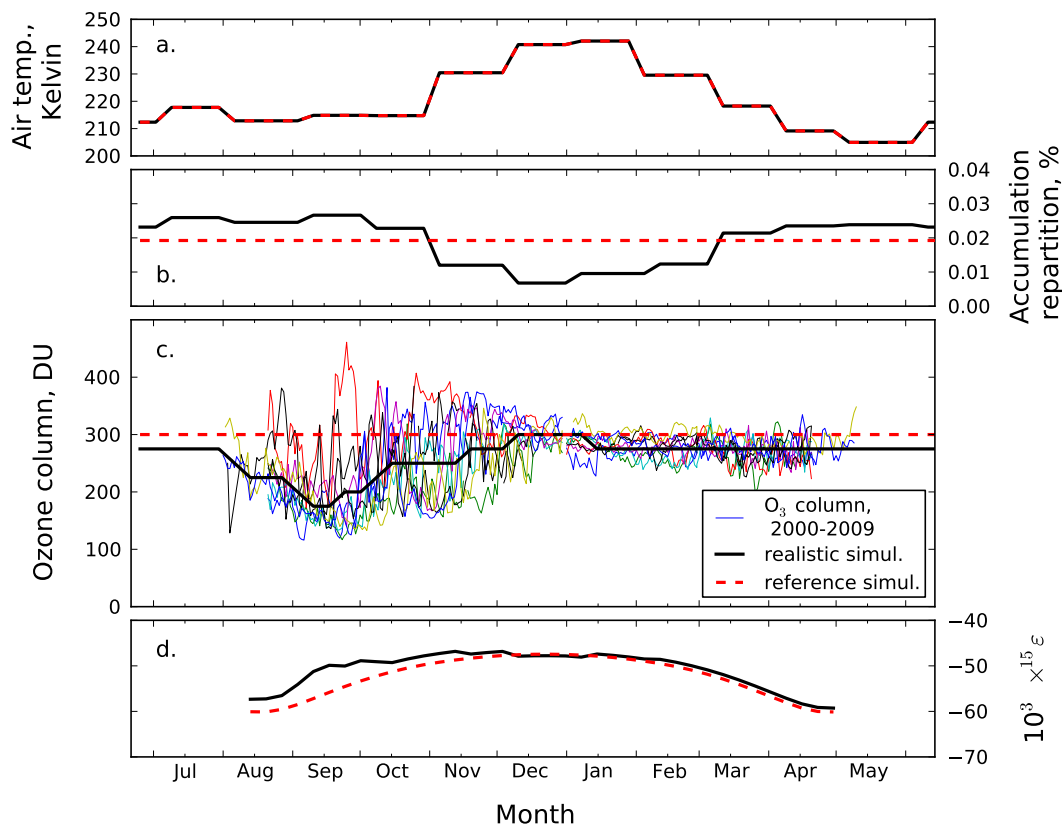 Air temp.,
Kelvin
250
240
230
220
210
200
a.
0.04
0.03
0.02
0.01
0.00
Accumulation
repartition, %
b.
Ozone column, DU
400
300
200
100
0
c.
O₃ column,
2000-2009
realistic simul.
reference simul.
d.
−40
−50
−60
−70
10³ ×¹⁵ε
Jul Aug Sep Oct Nov Dec Jan Feb Mar Apr May
Month